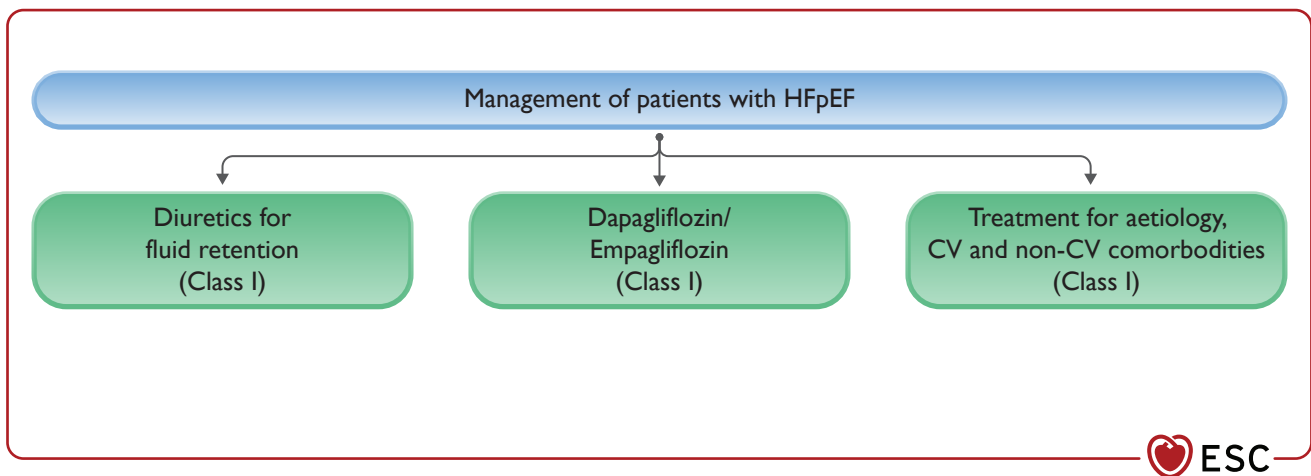 Management of patients with HFpEF
Diuretics for
fluid retention
(Class I)
Dapagliflozin/
Empagliflozin
(Class I)
Treatment for aetiology,
CV and non-CV comorbodities
(Class I)
ESC